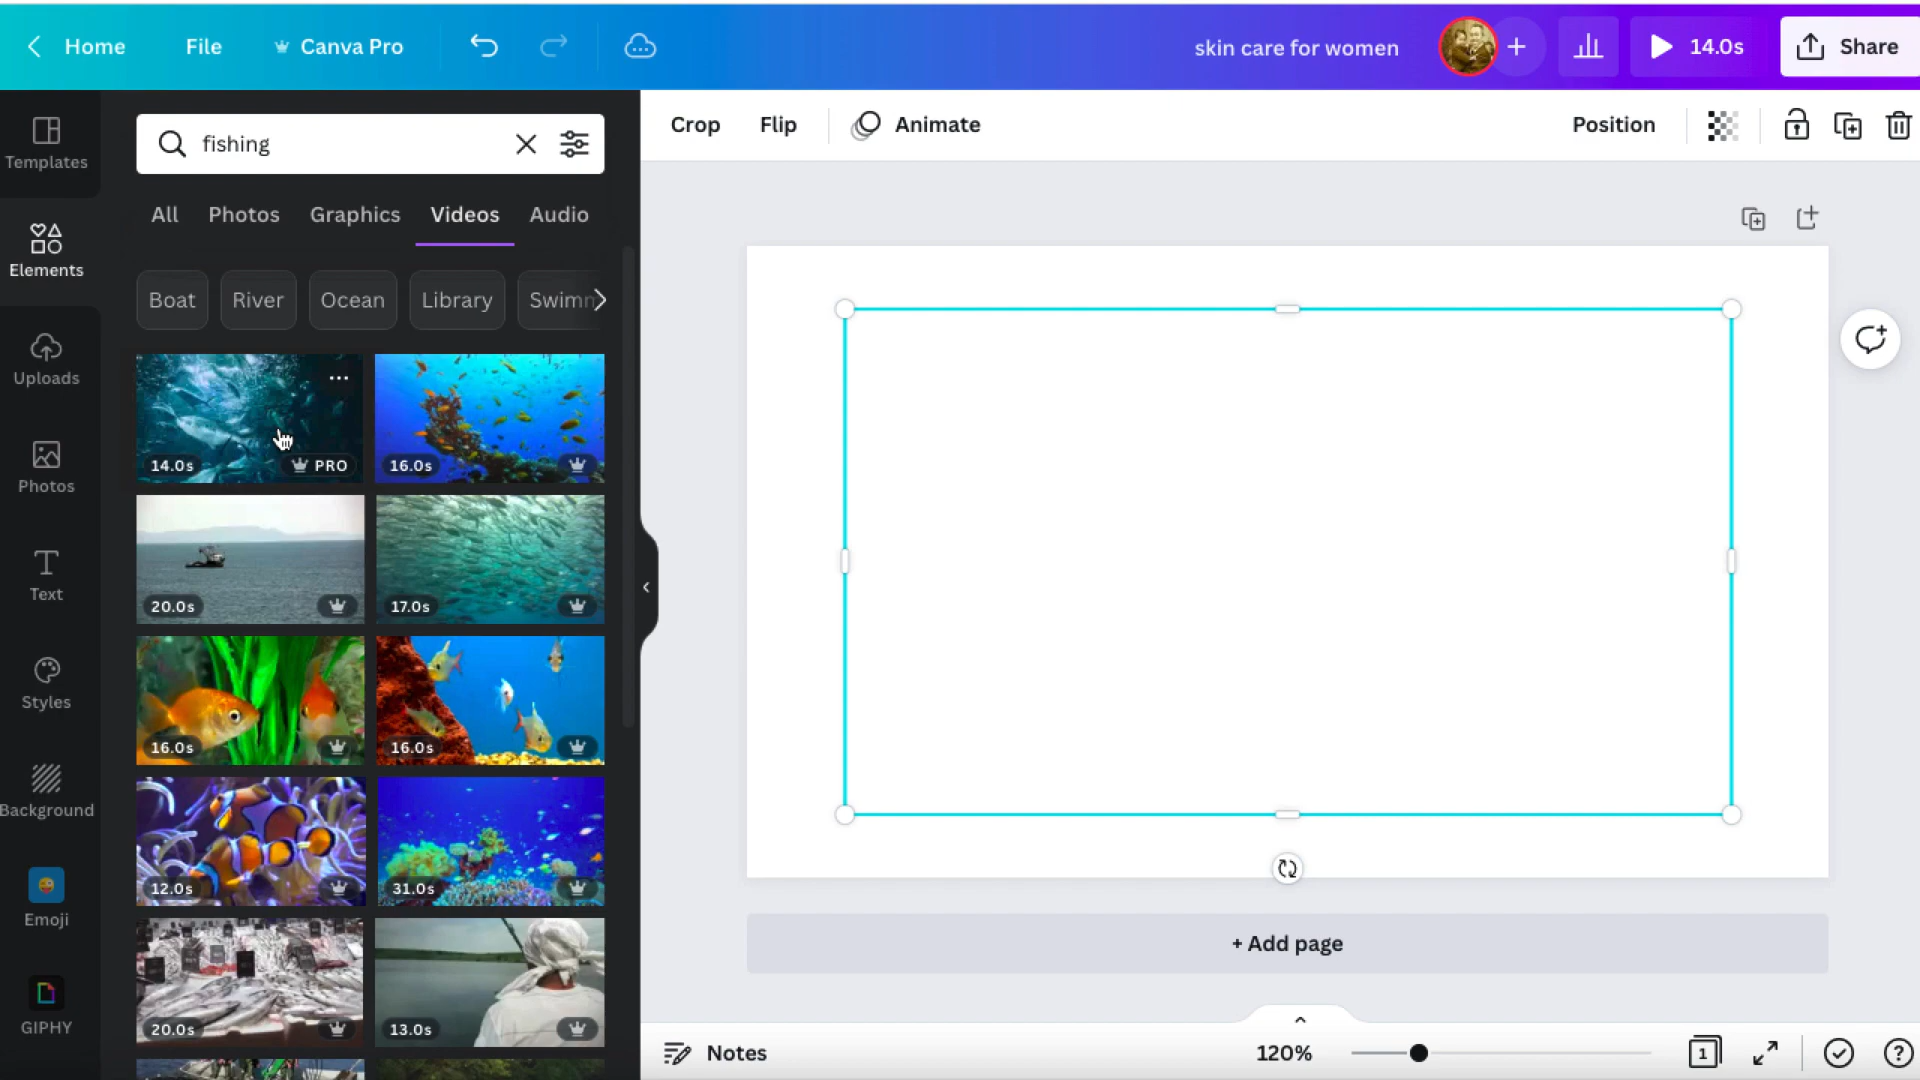 Home File Canva Pro skin care for women 14.0s Share
Templates
Elements
Uploads
Photos
Text
Styles
Background
Emoji
GIPHY
fishing
All Photos Graphics Videos Audio
Boat River Ocean Library Swimm
14.0s PRO 16.0s
20.0s 17.0s
16.0s 16.0s
12.0s 31.0s
20.0s 13.0s
Crop Flip Animate Position
+ Add page
Notes 120% 1 ?